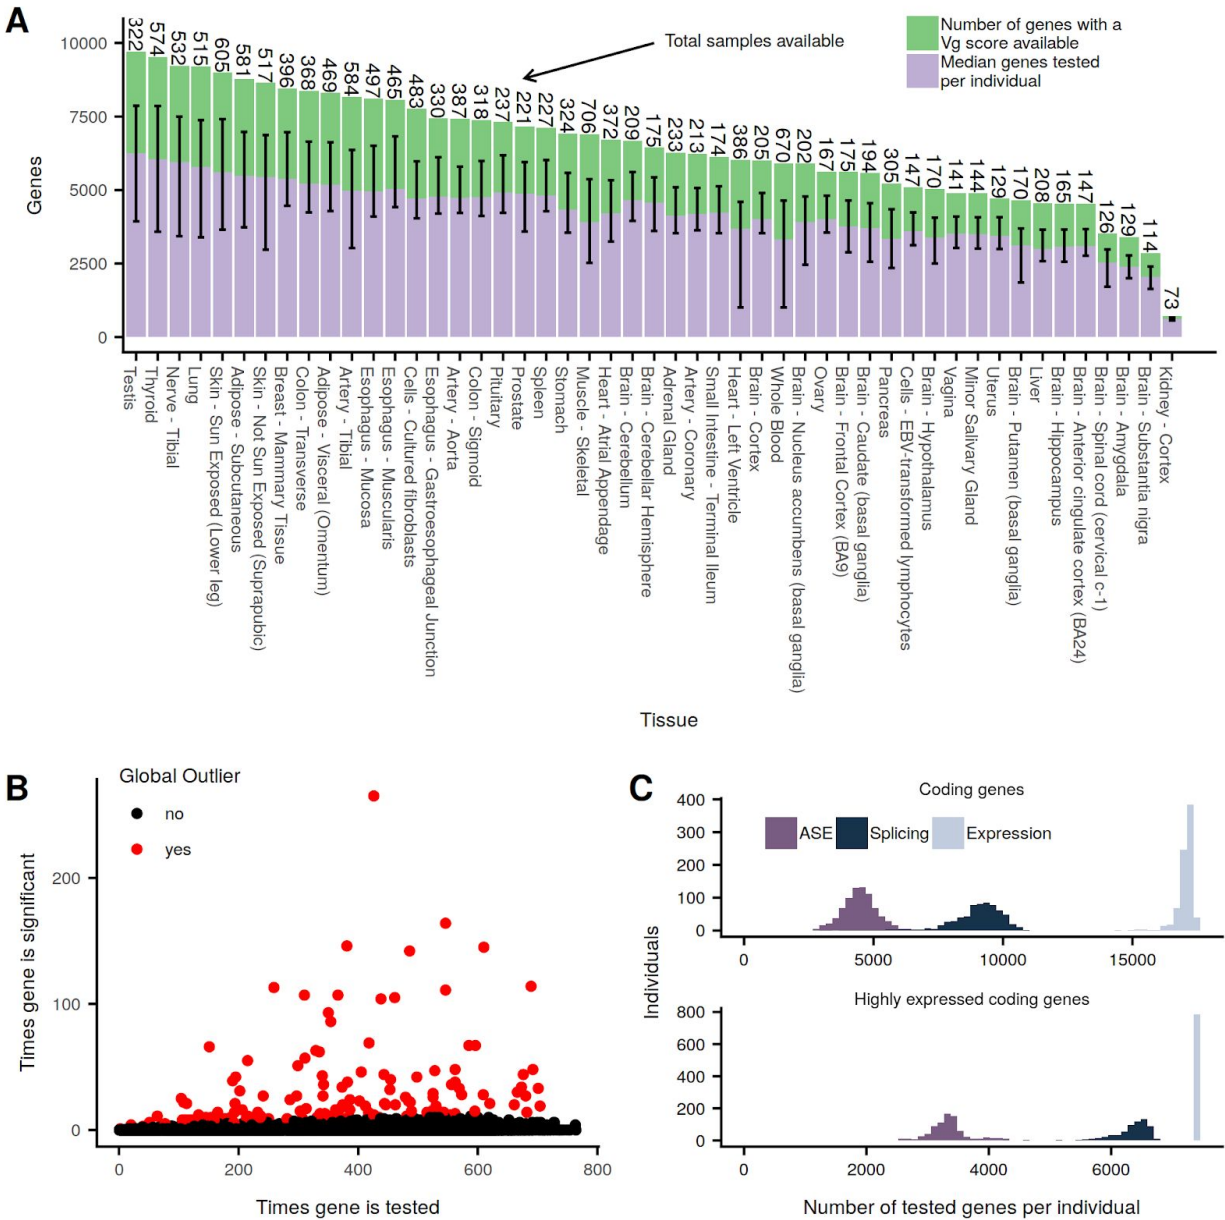 A
Total samples available
Number of genes with a
Vg score available
Median genes tested
per individual
Genes
10000
7500
5000
2500
0
322
574
532
515
605
581
517
396
368
469
584
497
465
483
330
387
318
237
221
227
324
706
372
209
175
233
213
174
386
205
670
202
167
175
194
305
147
170
141
144
129
170
208
165
147
126
129
114
73
Testis
Thyroid
Nerve - Tibial
Lung
Skin - Sun Exposed (Lower leg)
Adipose - Subcutaneous
Skin - Not Sun Exposed (Suprapubic)
Breast - Mammary Tissue
Colon - Transverse
Adipose - Visceral (Omentum)
Artery - Tibial
Esophagus - Mucosa
Esophagus - Muscularis
Cells - Cultured fibroblasts
Esophagus - Gastroesophageal Junction
Artery - Aorta
Colon - Sigmoid
Pituitary
Prostate
Spleen
Stomach
Muscle - Skeletal
Heart - Atrial Appendage
Brain - Cerebellum
Brain - Cerebellar Hemisphere
Adrenal Gland
Artery - Coronary
Small Intestine - Terminal Ileum
Heart - Left Ventricle
Brain - Cortex
Whole Blood
Brain - Nucleus accumbens (basal ganglia)
Ovary
Brain - Frontal Cortex (BA9)
Brain - Caudate (basal ganglia)
Pancreas
Cells - EBV-transformed lymphocytes
Brain - Hypothalamus
Vagina
Minor Salivary Gland
Uterus
Brain - Putamen (basal ganglia)
Liver
Brain - Hippocampus
Brain - Anterior cingulate cortex (BA24)
Brain - Spinal cord (cervical c-1)
Brain - Amygdala
Brain - Substantia nigra
Kidney - Cortex
Tissue
B
Global Outlier
no
yes
Times gene is significant
200
100
0
0 200 400 600 800
Times gene is tested
C
Coding genes
ASE Splicing Expression
400
300
200
100
0
0 5000 10000 15000
Individuals
Highly expressed coding genes
800
600
400
200
0
0 2000 4000 6000
Number of tested genes per individual